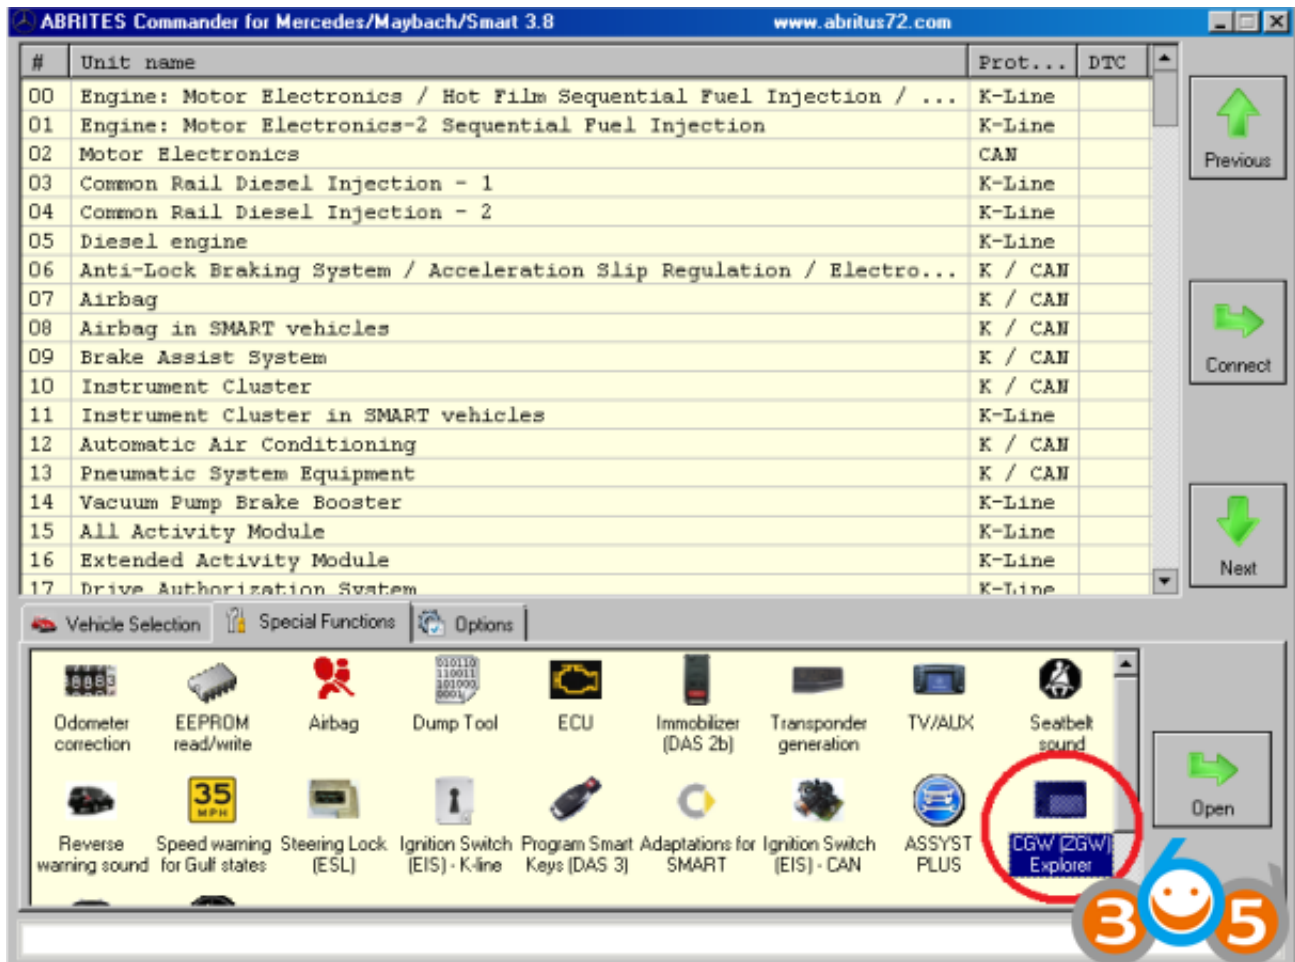 ABRITES Commander for Mercedes/Maybach/Smart 3.8 www.abritus72.com
# Unit name Prot... DTC
00 Engine: Motor Electronics / Hot Film Sequential Fuel Injection / ... K-Line
01 Engine: Motor Electronics-2 Sequential Fuel Injection K-Line
02 Motor Electronics CAN
03 Common Rail Diesel Injection - 1 K-Line
04 Common Rail Diesel Injection - 2 K-Line
05 Diesel engine K-Line
06 Anti-Lock Braking System / Acceleration Slip Regulation / Electro... K / CAN
07 Airbag K / CAN
08 Airbag in SMART vehicles K / CAN
09 Brake Assist System K / CAN
10 Instrument Cluster K / CAN
11 Instrument Cluster in SMART vehicles K-Line
12 Automatic Air Conditioning K / CAN
13 Pneumatic System Equipment K / CAN
14 Vacuum Pump Brake Booster K-Line
15 All Activity Module K-Line
16 Extended Activity Module K-Line
17 Drive Authorization System K-Line
Previous
Connect
Next
Vehicle Selection Special Functions Options
Odometer correction
EEPROM read/write
Airbag
Dump Tool
ECU
Immobilizer (DAS 2b)
Transponder generation
TV/AUX
Seatbelt sound
Reverse warning sound
35 MPH
Speed warning for Gulf states
Steering Lock (ESL)
Ignition Switch (EIS) - K-line
Program Smart Keys (DAS 3)
Adaptations for SMART
Ignition Switch (EIS) - CAN
ASSYST PLUS
CGW (ZGW) Explorer
Open
365d